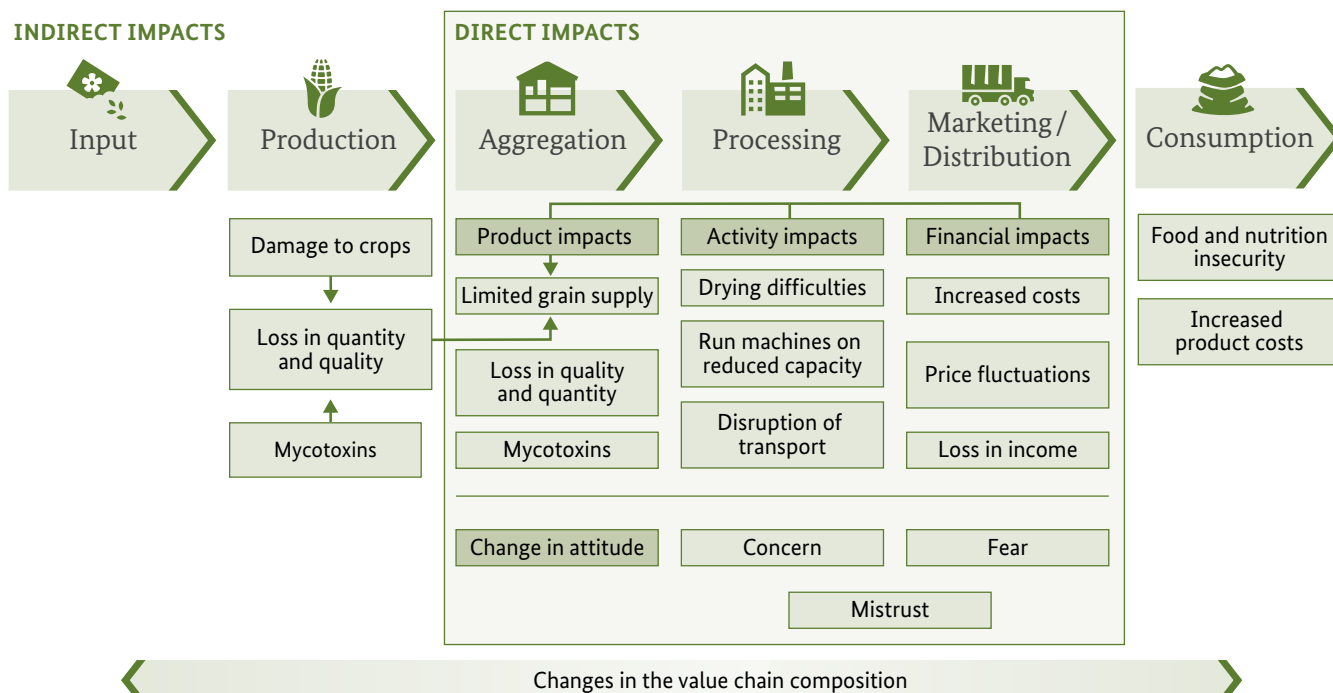 INDIRECT IMPACTS
DIRECT IMPACTS
Input
Production
Aggregation
Processing
Marketing /
Distribution
Consumption
Damage to crops
Loss in quantity
and quality
Mycotoxins
Product impacts
Limited grain supply
Loss in quality
and quantity
Mycotoxins
Activity impacts
Drying difficulties
Run machines on
reduced capacity
Disruption of
transport
Financial impacts
Increased costs
Price fluctuations
Loss in income
Food and nutrition
insecurity
Increased
product costs
Change in attitude
Concern
Fear
Mistrust
Changes in the value chain composition